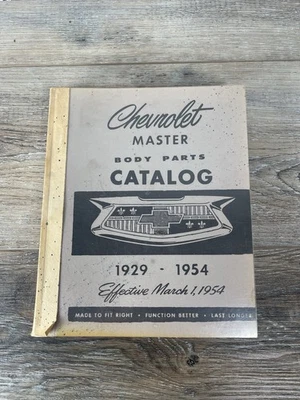 Chevrolet
MASTER
BODY PARTS
CATALOG
1929 - 1954
Effective March 1, 1954
MADE TO FIT RIGHT • FUNCTION BETTER • LAST LONGER